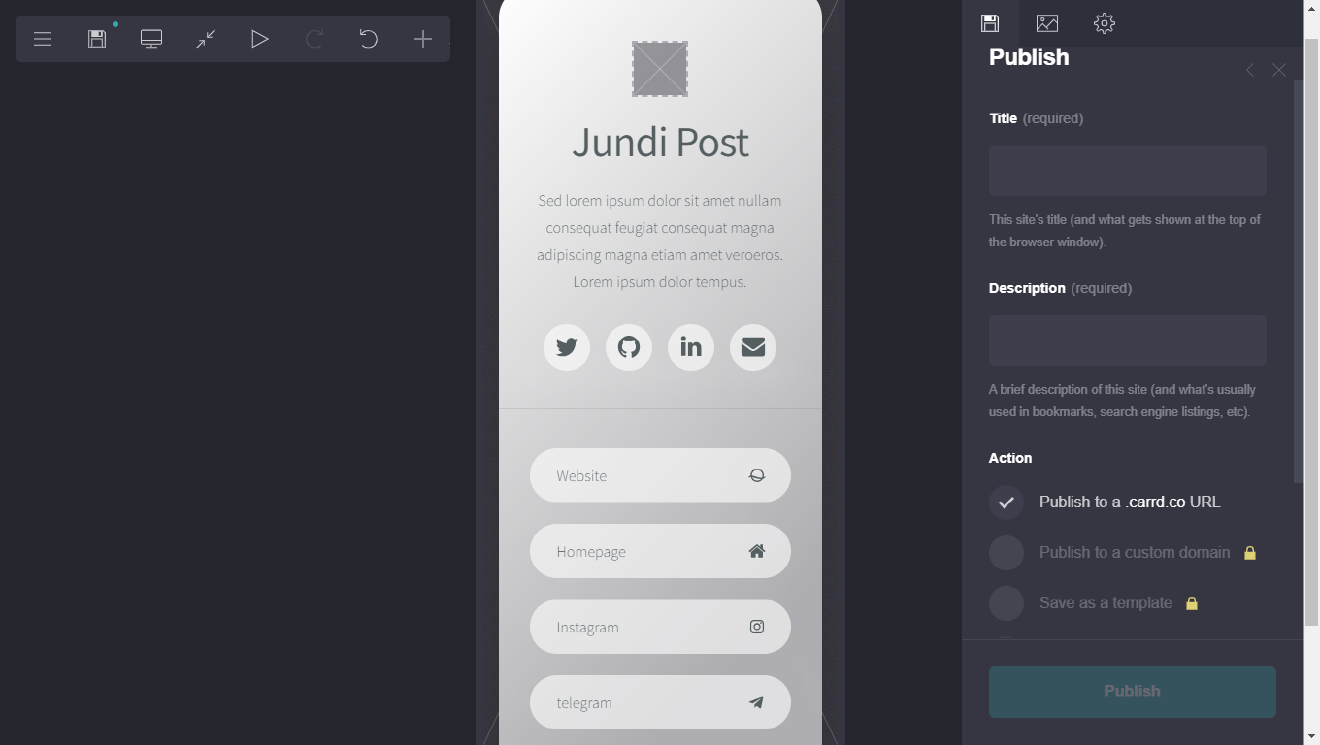 Jundi Post
Sed lorem ipsum dolor sit amet nullam
consequat feugiat consequat magna
adipiscing magna etiam amet veroeros.
Lorem ipsum dolor tempus.
Website
Homepage
Instagram
telegram
Publish
Title (required)
This site's title (and what gets shown at the top of
the browser window).
Description (required)
A brief description of this site (and what's usually
used in bookmarks, search engine listings, etc).
Action
Publish to a .carrd.co URL
Publish to a custom domain
Save as a template
Publish